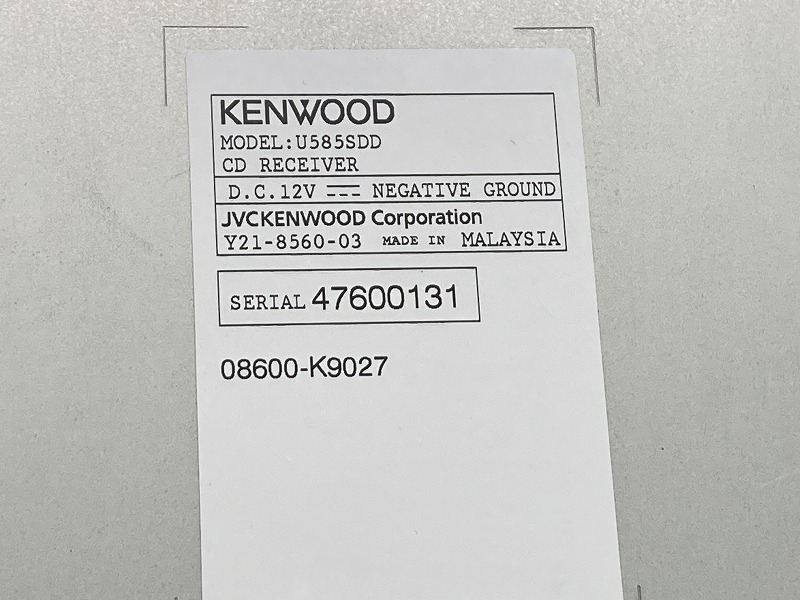 KENWOOD
MODEL:U585SDD
CD RECEIVER
D.C.12V ⎓ NEGATIVE GROUND
JVCKENWOOD Corporation
Y21-8560-03 MADE IN MALAYSIA
SERIAL 47600131
08600-K9027